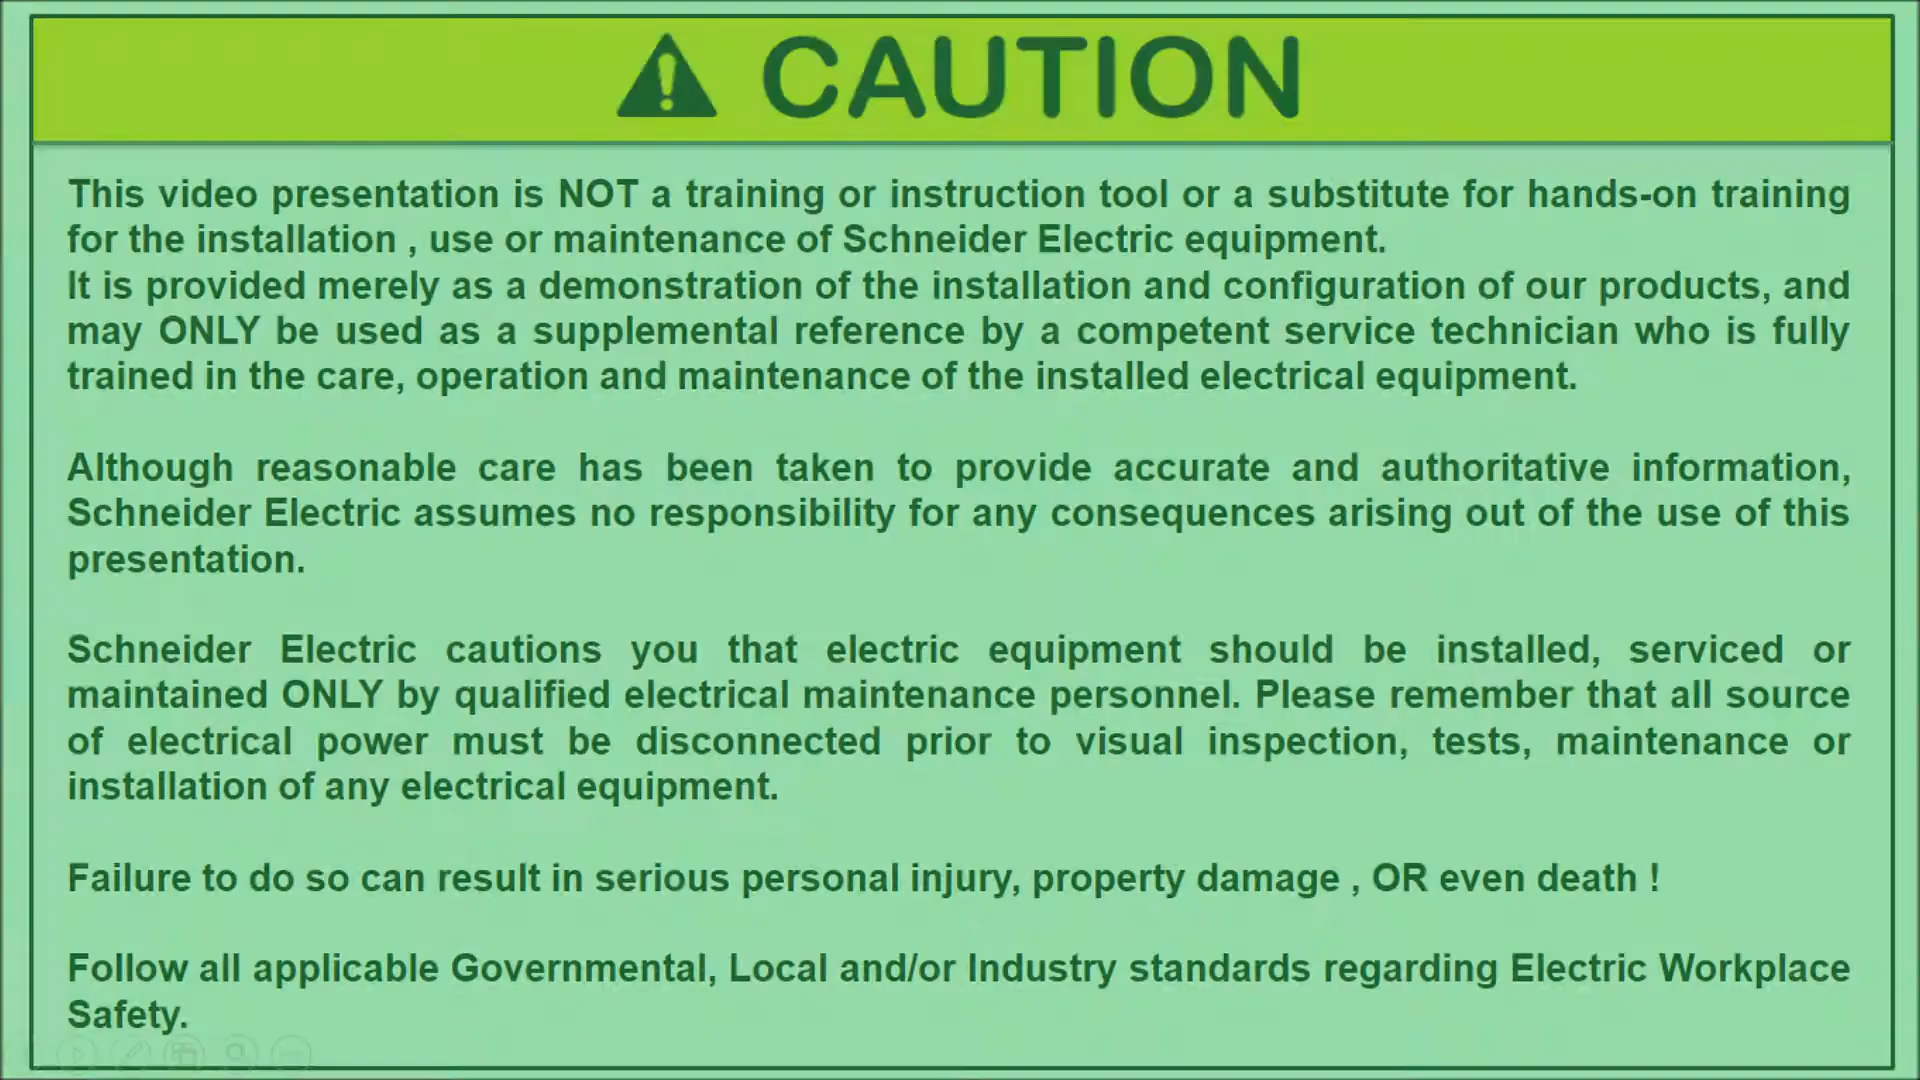 CAUTION
This video presentation is NOT a training or instruction tool or a substitute for hands-on training
for the installation , use or maintenance of Schneider Electric equipment.
It is provided merely as a demonstration of the installation and configuration of our products, and
may ONLY be used as a supplemental reference by a competent service technician who is fully
trained in the care, operation and maintenance of the installed electrical equipment.
Although reasonable care has been taken to provide accurate and authoritative information,
Schneider Electric assumes no responsibility for any consequences arising out of the use of this
presentation.
Schneider Electric cautions you that electric equipment should be installed, serviced or
maintained ONLY by qualified electrical maintenance personnel. Please remember that all source
of electrical power must be disconnected prior to visual inspection, tests, maintenance or
installation of any electrical equipment.
Failure to do so can result in serious personal injury, property damage , OR even death !
Follow all applicable Governmental, Local and/or Industry standards regarding Electric Workplace
Safety.